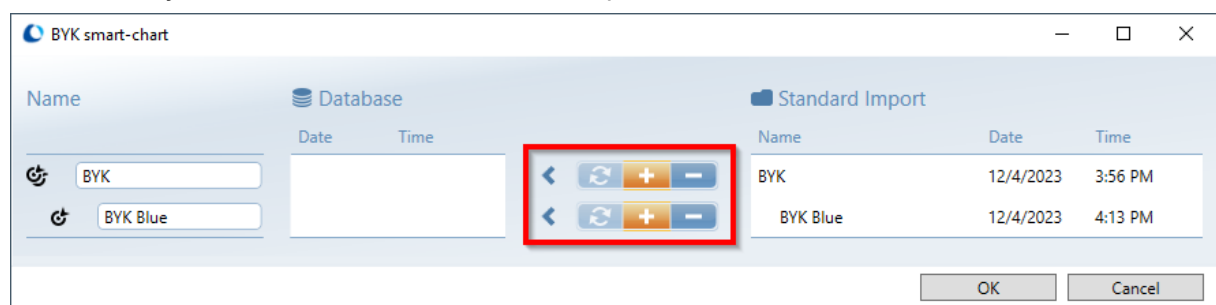 BYK smart-chart
Name Database Standard Import
Date Time Name Date Time
BYK BYK 12/4/2023 3:56 PM
BYK Blue BYK Blue 12/4/2023 4:13 PM
OK Cancel